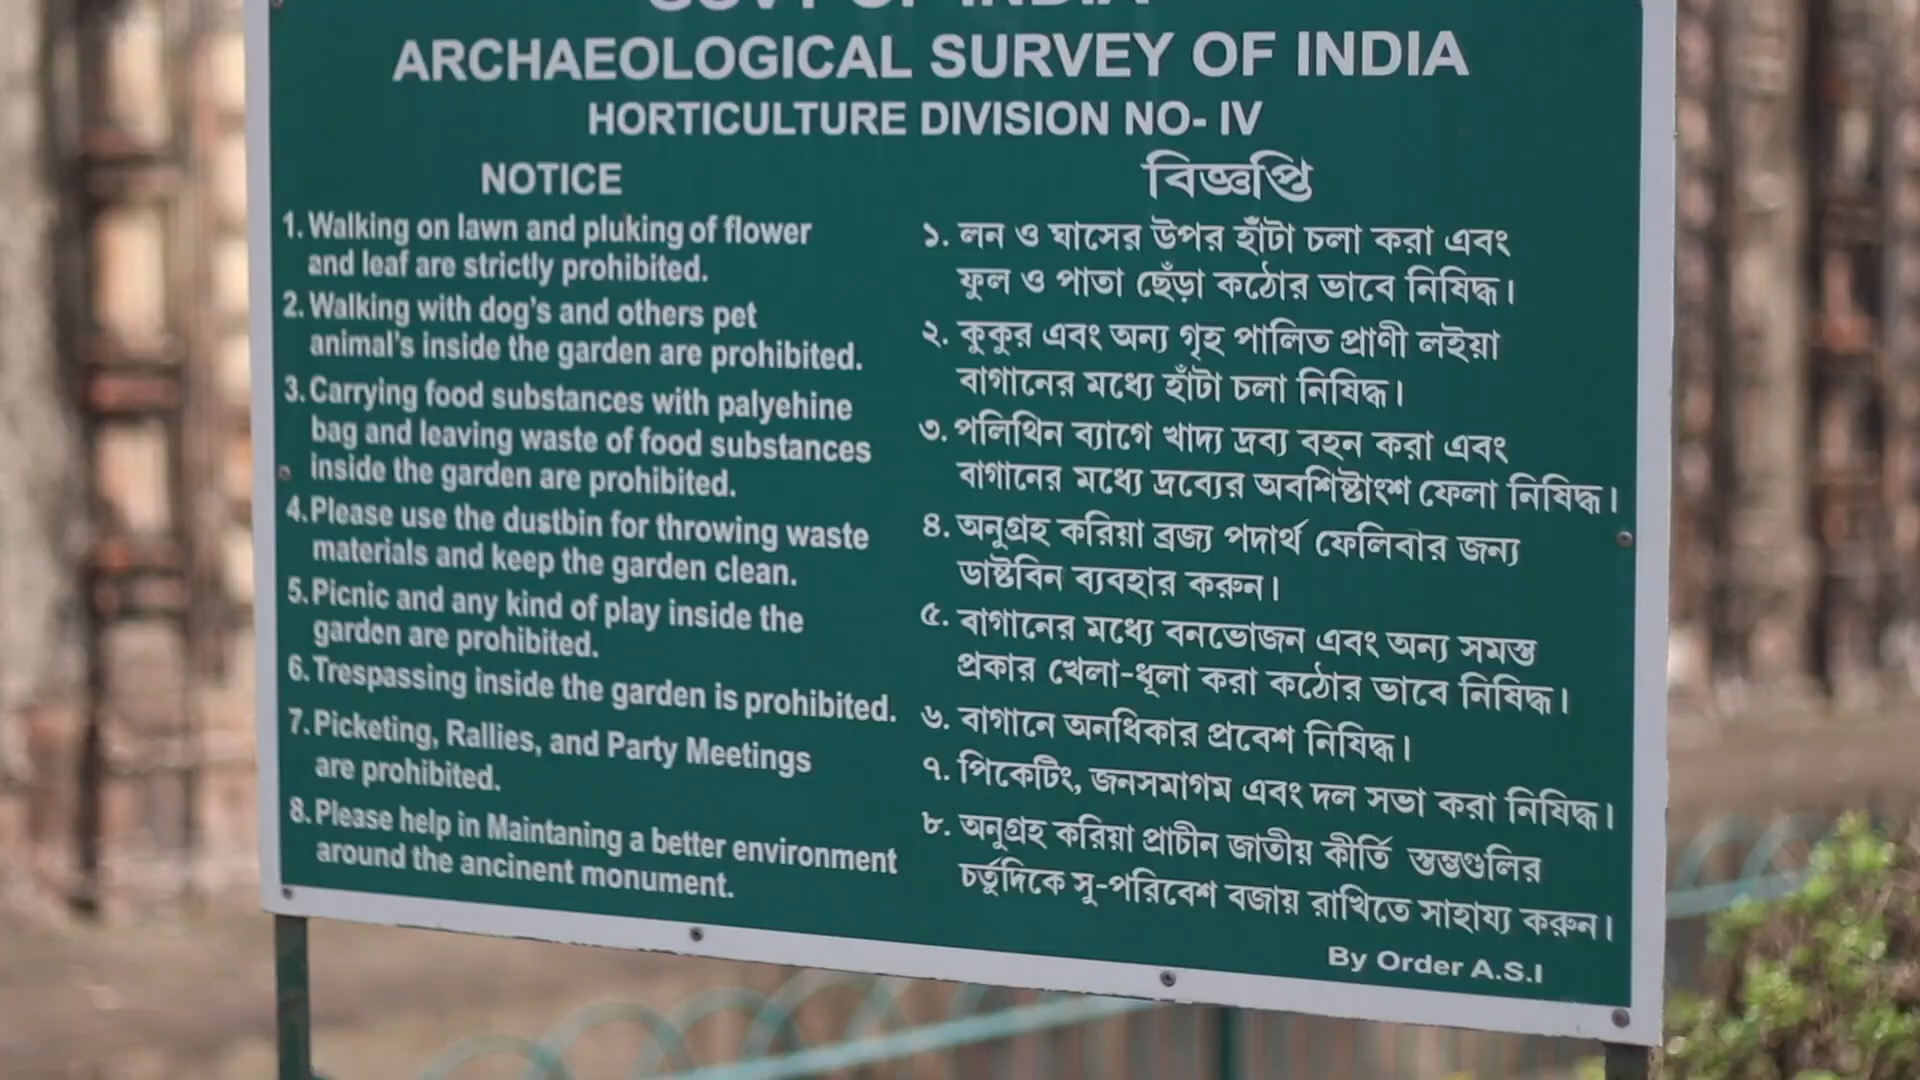 GOVT OF INDIA
ARCHAEOLOGICAL SURVEY OF INDIA
HORTICULTURE DIVISION NO- IV
NOTICE
1. Walking on lawn and pluking of flower
and leaf are strictly prohibited.
2. Walking with dog's and others pet
animal's inside the garden are prohibited.
3. Carrying food substances with palyehine
bag and leaving waste of food substances
inside the garden are prohibited.
4. Please use the dustbin for throwing waste
materials and keep the garden clean.
5. Picnic and any kind of play inside the
garden are prohibited.
6. Trespassing inside the garden is prohibited.
7. Picketing, Rallies, and Party Meetings
are prohibited.
8. Please help in Maintaning a better environment
around the ancinent monument.
বিজ্ঞপ্তি
১. লন ও ঘাসের উপর হাঁটা চলা করা এবং
ফুল ও পাতা ছেঁড়া কঠোর ভাবে নিষিদ্ধ।
২. কুকুর এবং অন্য গৃহ পালিত প্রাণী লইয়া
বাগানের মধ্যে হাঁটা চলা নিষিদ্ধ।
৩. পলিথিন ব্যাগে খাদ্য দ্রব্য বহন করা এবং
বাগানের মধ্যে দ্রব্যের অবশিষ্টাংশ ফেলা নিষিদ্ধ।
৪. অনুগ্রহ করিয়া ব্রজ্য পদার্থ ফেলিবার জন্য
ডাষ্টবিন ব্যবহার করুন।
৫. বাগানের মধ্যে বনভোজন এবং অন্য সমস্ত
প্রকার খেলা-ধূলা করা কঠোর ভাবে নিষিদ্ধ।
৬. বাগানে অনধিকার প্রবেশ নিষিদ্ধ।
৭. পিকেটিং, জনসমাগম এবং দল সভা করা নিষিদ্ধ।
৮. অনুগ্রহ করিয়া প্রাচীন জাতীয় কীর্তি স্তম্ভগুলির
চর্তুদিকে সু-পরিবেশ বজায় রাখিতে সাহায্য করুন।
By Order A.S.I